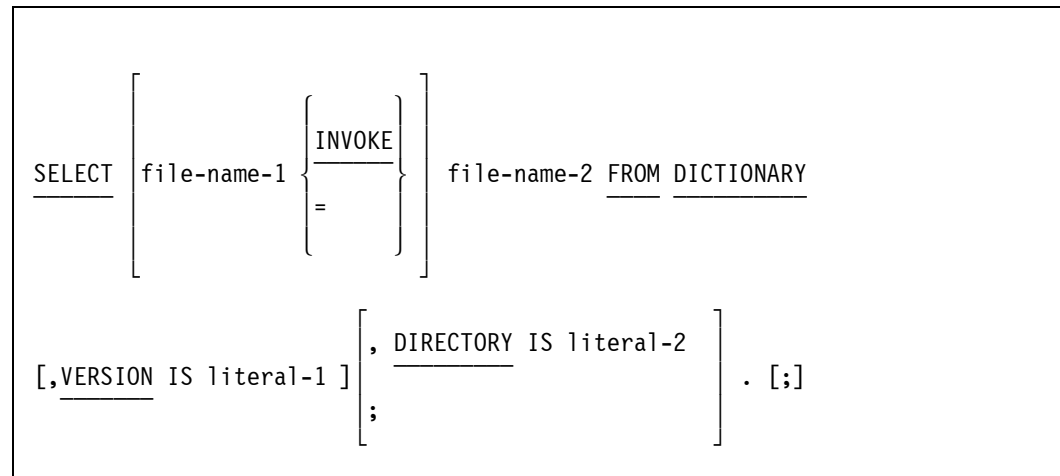 INVOKE
SELECT file-name-1 file-name-2 FROM DICTIONARY
=
, DIRECTORY IS literal-2
[,VERSION IS literal-1 ] . [;]
;